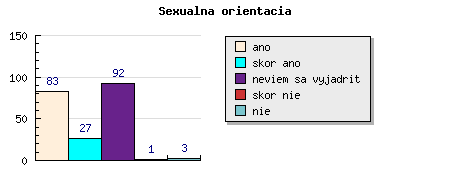 Sexualna orientacia
150
100
50
0
83
27
92
1
3
ano
skor ano
neviem sa vyjadrit
skor nie
nie